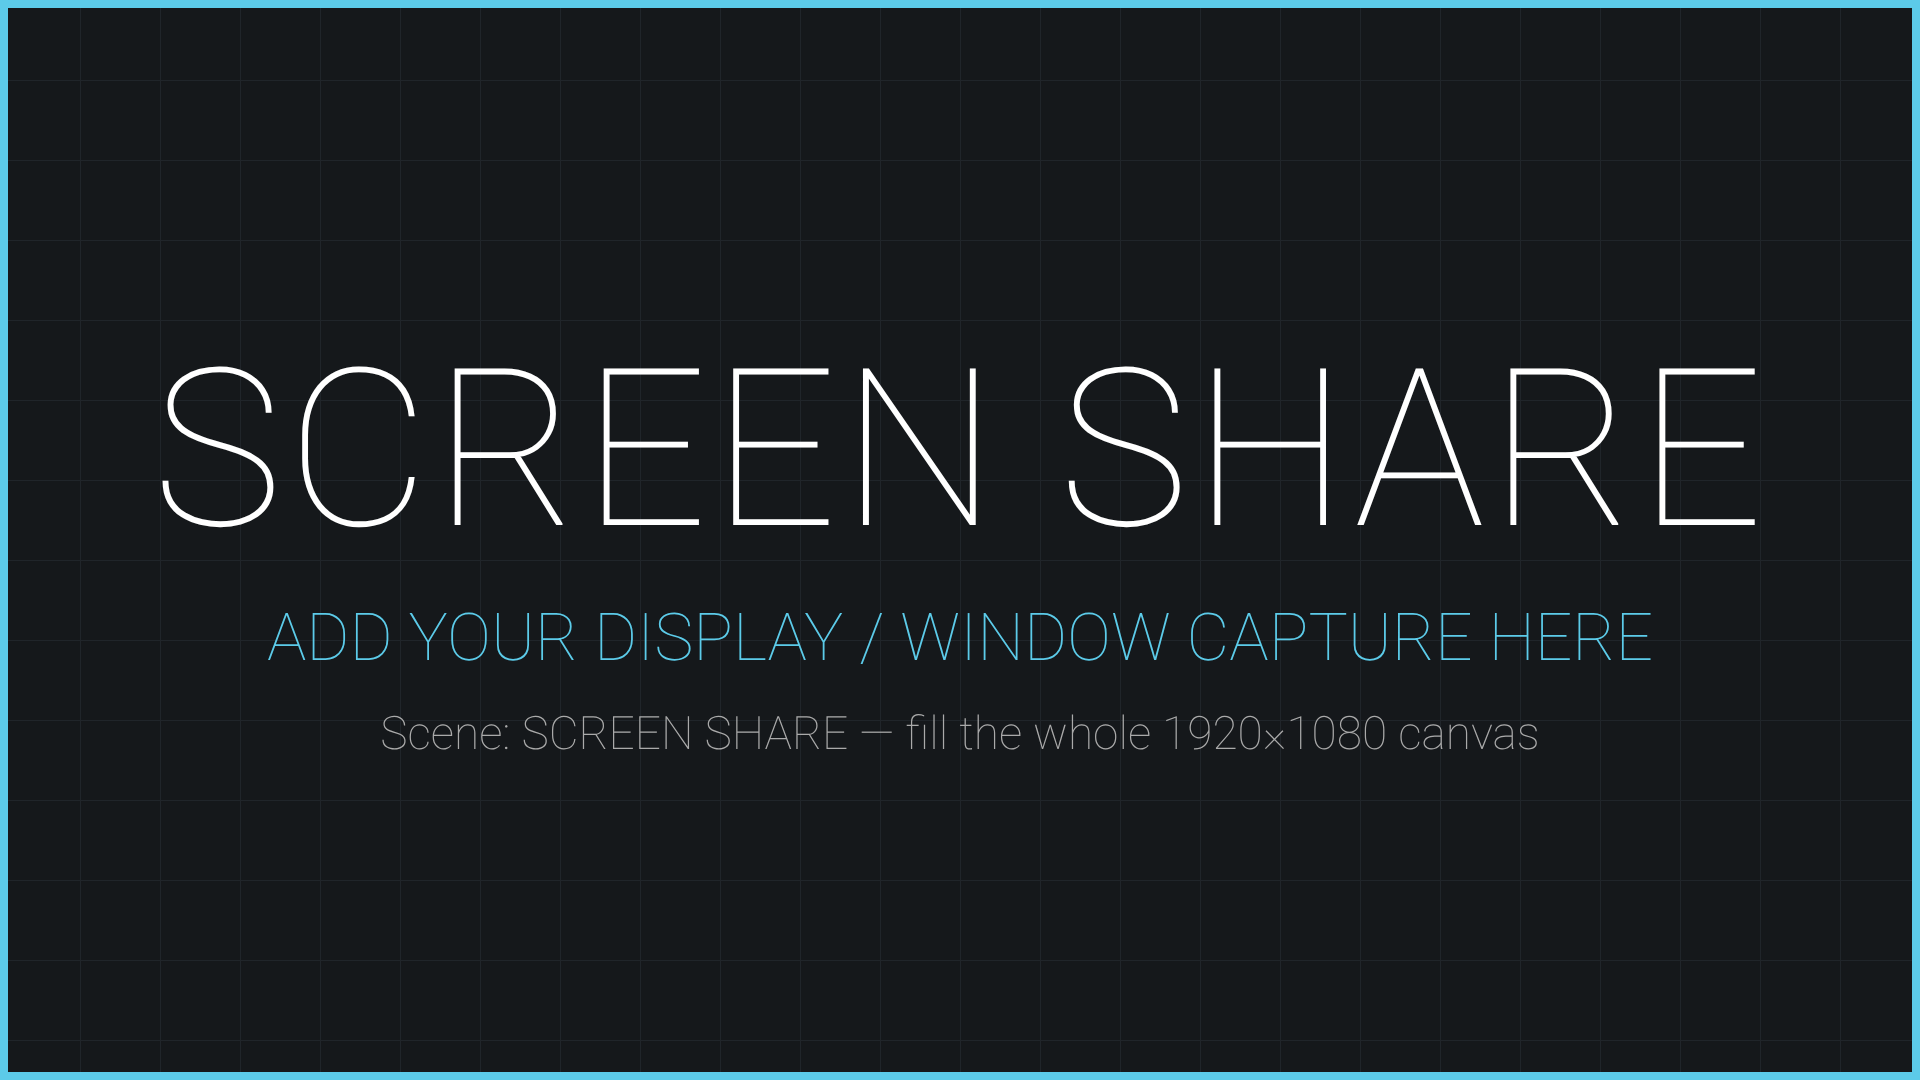 SCREEN SHARE
ADD YOUR DISPLAY / WINDOW CAPTURE HERE
Scene: SCREEN SHARE — fill the whole 1920×1080 canvas